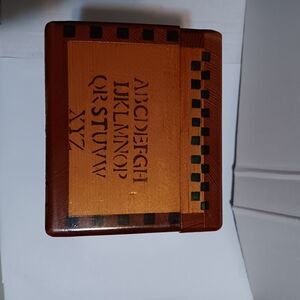 ABCDEFGH
IJKLMNOP
QRSTUVW
XYZ